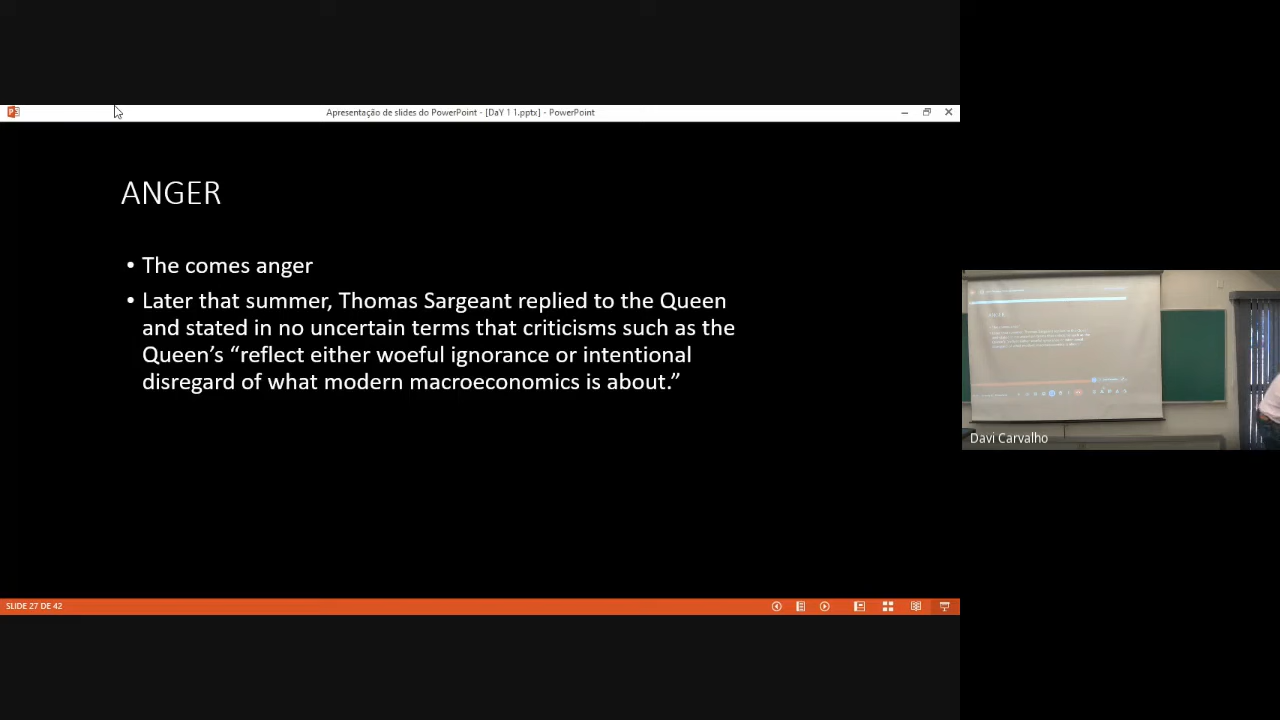 Apresentação de slides do PowerPoint - [DaY 1 1.pptx] - PowerPoint
ANGER
• The comes anger
• Later that summer, Thomas Sargeant replied to the Queen
and stated in no uncertain terms that criticisms such as the
Queen’s “reflect either woeful ignorance or intentional
disregard of what modern macroeconomics is about.”
Davi Carvalho
SLIDE 27 DE 42